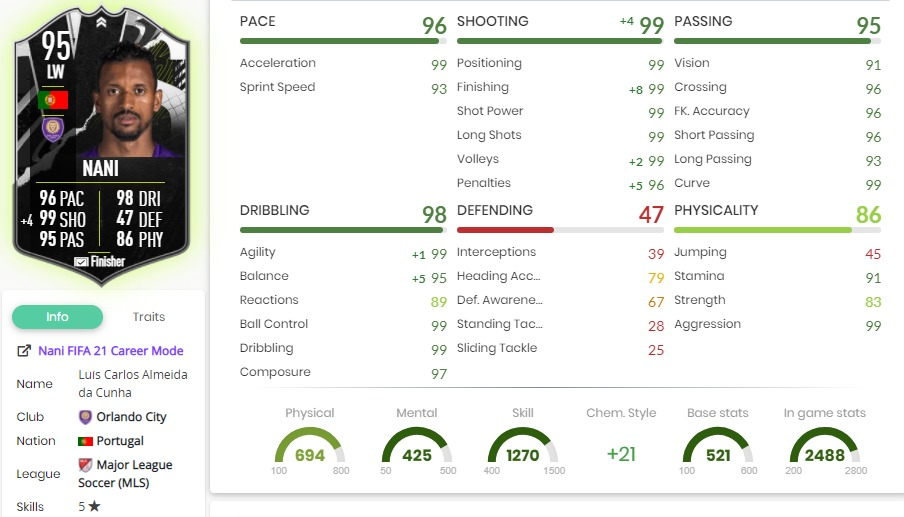 95
LW
NANI
96 PAC 98 DRI
+4 99 SHO 47 DEF
95 PAS 86 PHY
Finisher
Info Traits
Nani FIFA 21 Career Mode
Name Luís Carlos Almeida
da Cunha
Club Orlando City
Nation Portugal
League Major League
Soccer (MLS)
Skills 5 ★
PACE 96
Acceleration 99
Sprint Speed 93
SHOOTING +4 99
Positioning 99
Finishing +8 99
Shot Power 99
Long Shots 99
Volleys +2 99
Penalties +5 96
PASSING 95
Vision 91
Crossing 96
FK. Accuracy 96
Short Passing 96
Long Passing 93
Curve 99
DRIBBLING 98
Agility +1 99
Balance +5 95
Reactions 89
Ball Control 99
Dribbling 99
Composure 97
DEFENDING 47
Interceptions 39
Heading Acc... 79
Def. Awarene... 67
Standing Tac... 28
Sliding Tackle 25
PHYSICALITY 86
Jumping 45
Stamina 91
Strength 83
Aggression 99
Physical Mental Skill Chem. Style Base stats In game stats
694 425 1270 +21 521 2488
100 800 50 500 400 1500 100 600 200 2800